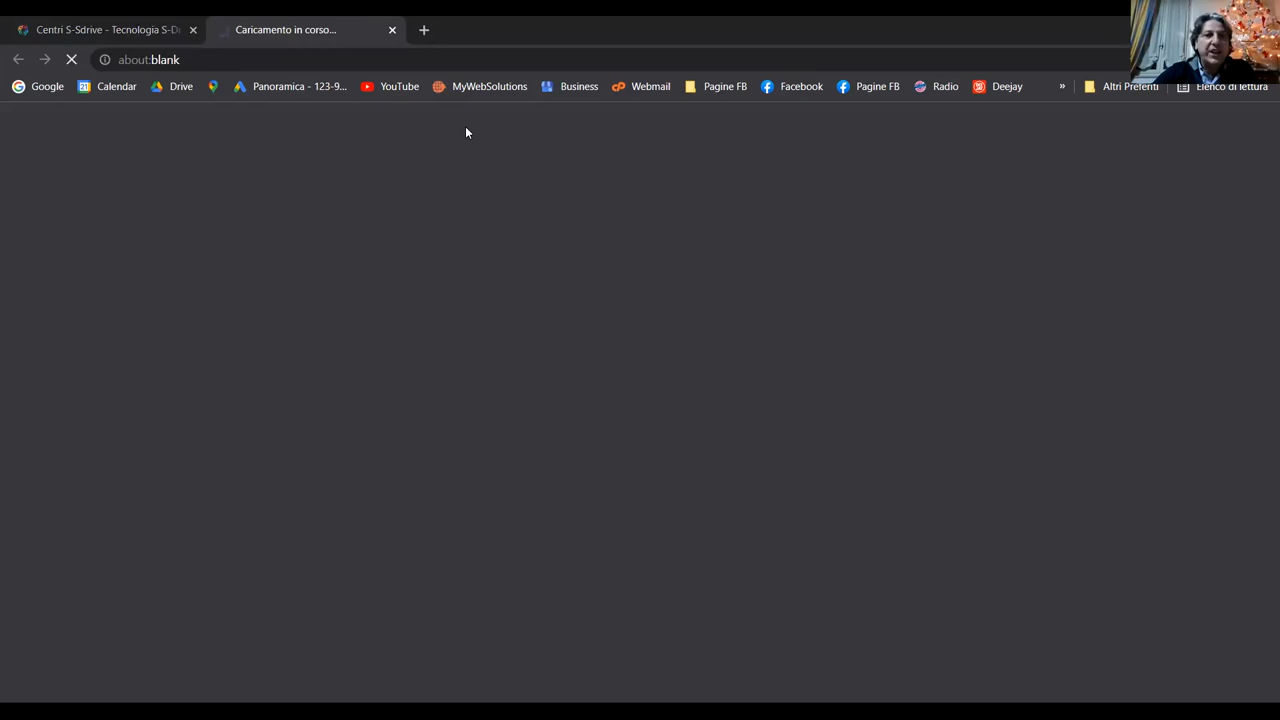 Centri S-Sdrive - Tecnologia S-D
Caricamento in corso...
about:blank
Google
Calendar
Drive
Panoramica - 123-9...
YouTube
MyWebSolutions
Business
cP Webmail
Pagine FB
Facebook
Pagine FB
Radio
Deejay
»
Altri Preferiti
Elenco di lettura